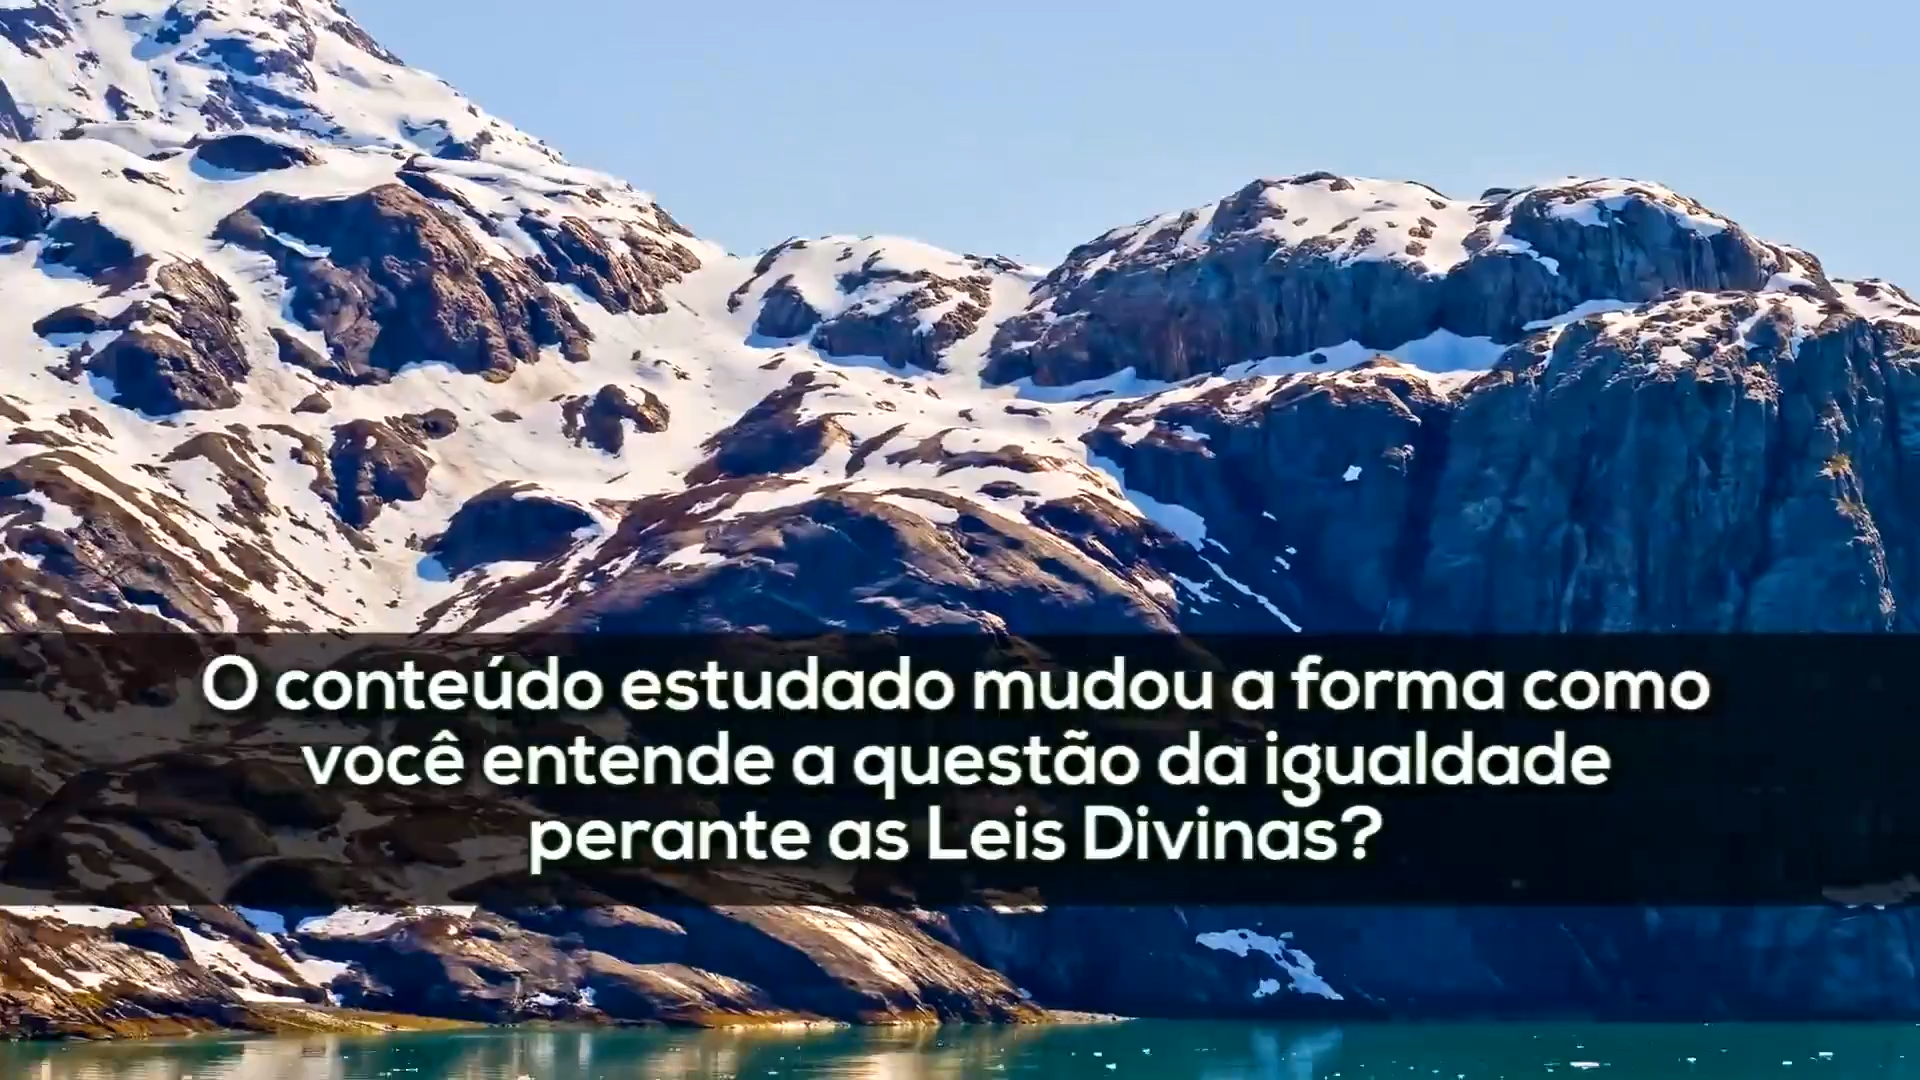 O conteúdo estudado mudou a forma como
você entende a questão da igualdade
perante as Leis Divinas?